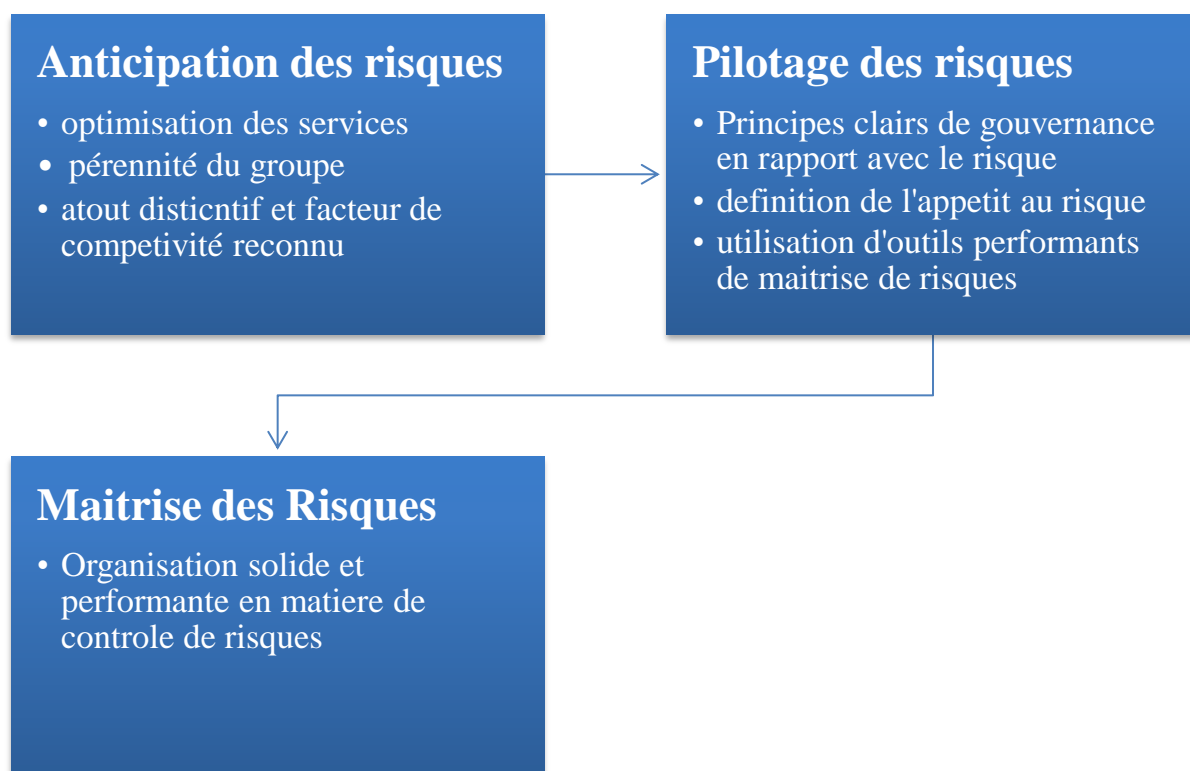 Anticipation des risques
• optimisation des services
• pérennité du groupe
• atout disticntif et facteur de
competivité reconnu
Pilotage des risques
• Principes clairs de gouvernance
en rapport avec le risque
• definition de l'appetit au risque
• utilisation d'outils performants
de maitrise de risques
Maitrise des Risques
• Organisation solide et
performante en matiere de
controle de risques